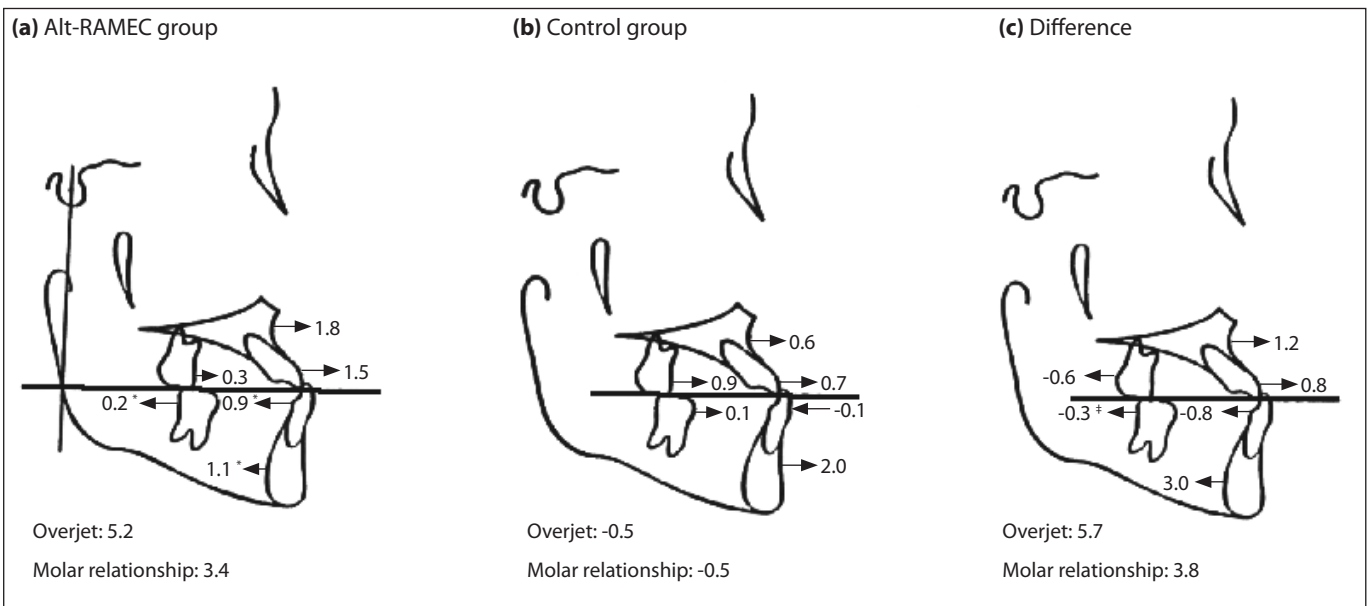 (a) Alt-RAMEC group
1.8
0.3
1.5
0.2 *
0.9 *
1.1 *
Overjet: 5.2
Molar relationship: 3.4
(b) Control group
0.6
0.9
0.7
0.1
-0.1
2.0
Overjet: -0.5
Molar relationship: -0.5
(c) Difference
1.2
-0.6
0.8
-0.3 ‡
-0.8
3.0
Overjet: 5.7
Molar relationship: 3.8